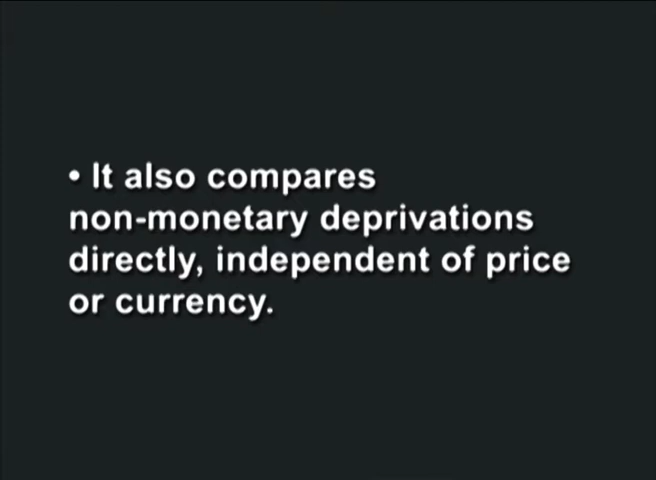 • It also compares
non-monetary deprivations
directly, independent of price
or currency.